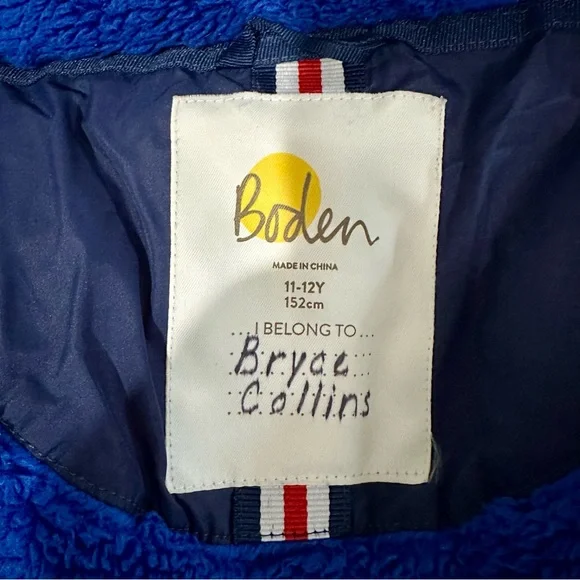 Boden
MADE IN CHINA
11-12Y
152cm
...I BELONG TO...
Bryce
Collins